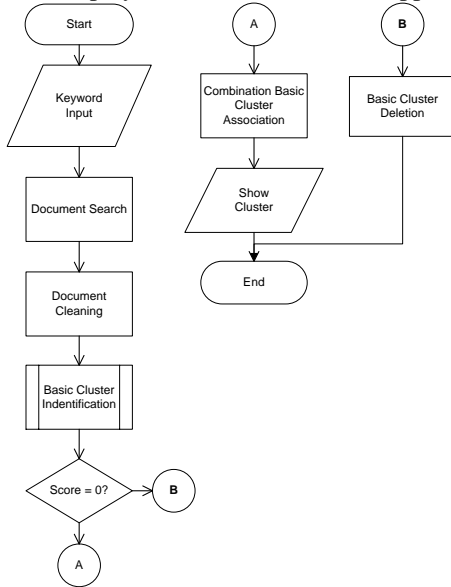 Start
Keyword
Input
Document Search
Document
Cleaning
Basic Cluster
Indentification
Score = 0?
B
A
A
Combination Basic
Cluster
Association
Show
Cluster
End
B
Basic Cluster
Deletion